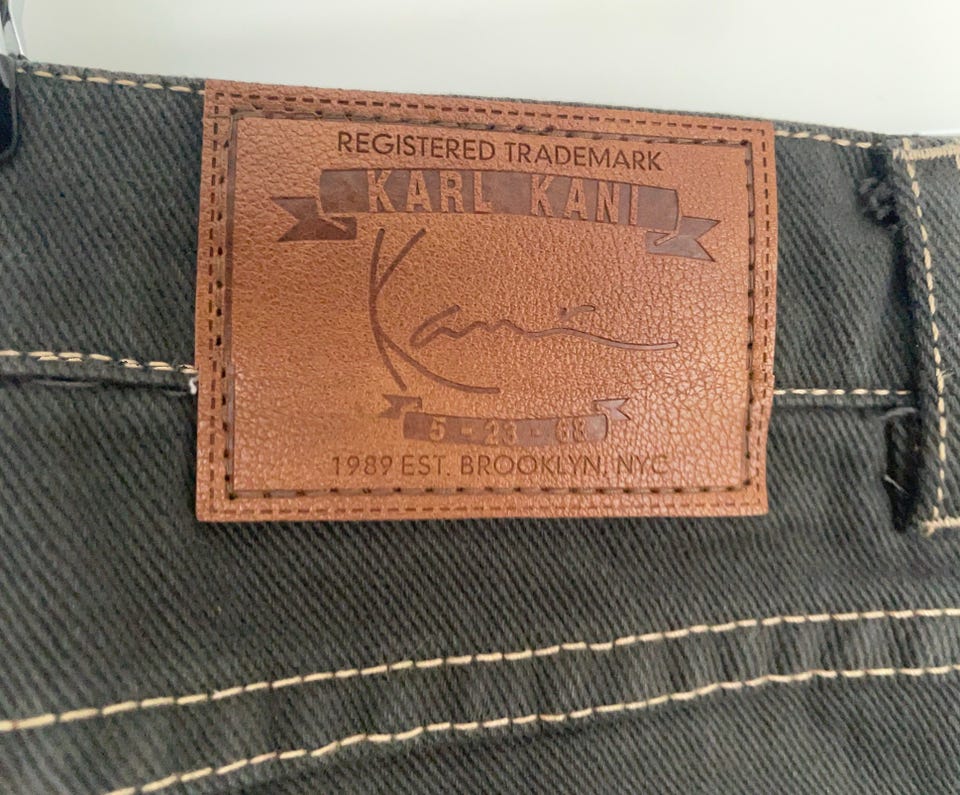 REGISTERED TRADEMARK
KARL KANI
Kani
5 - 23 - 68
1989 EST. BROOKLYN, NYC